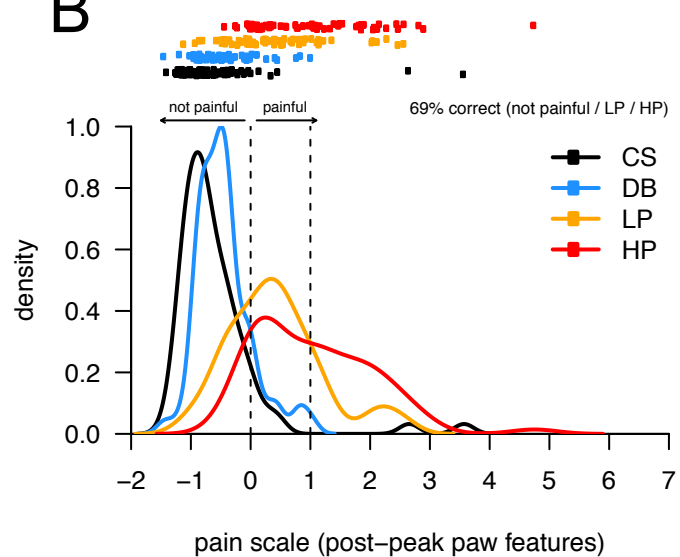 B
not painful
painful
69% correct (not painful / LP / HP)
CS
DB
LP
HP
1.0
0.8
0.6
0.4
0.2
0.0
density
−2 −1 0 1 2 3 4 5 6 7
pain scale (post−peak paw features)